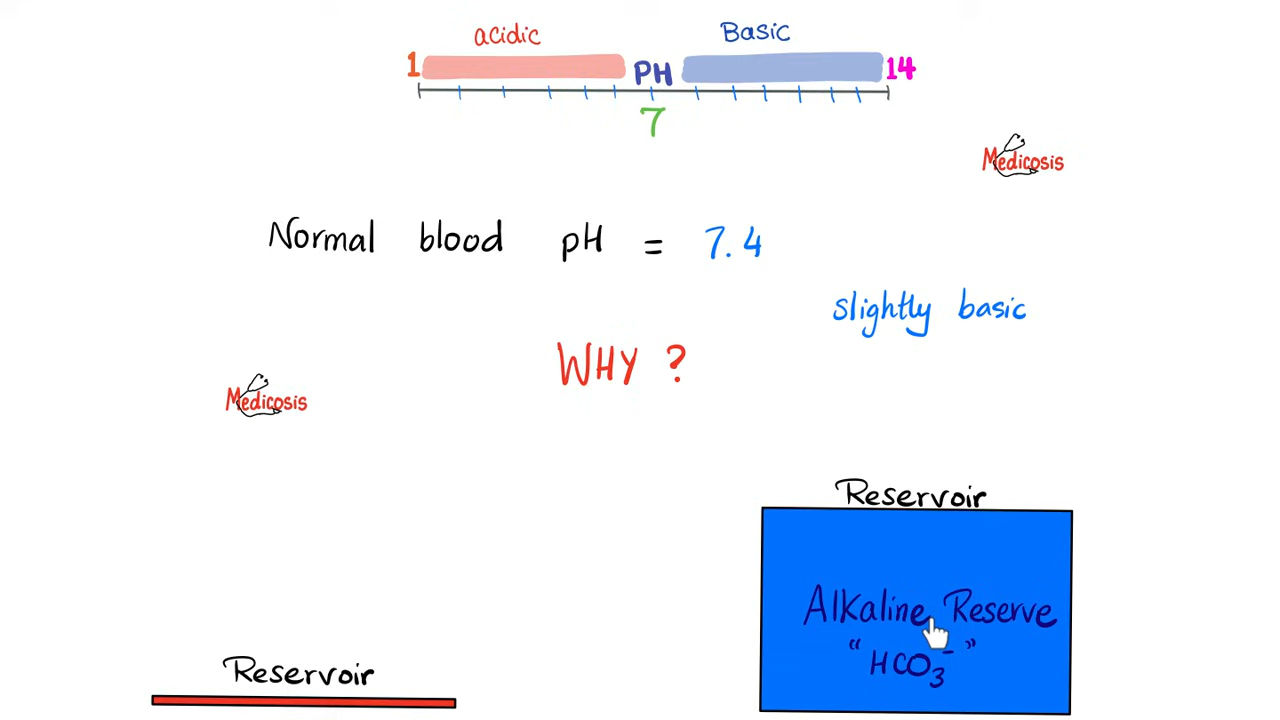 acidic
Basic
1
PH
14
7
Medicosis
Normal blood pH = 7.4
slightly basic
WHY ?
Medicosis
Reservoir
Alkaline Reserve
"HCO₃⁻"
Reservoir